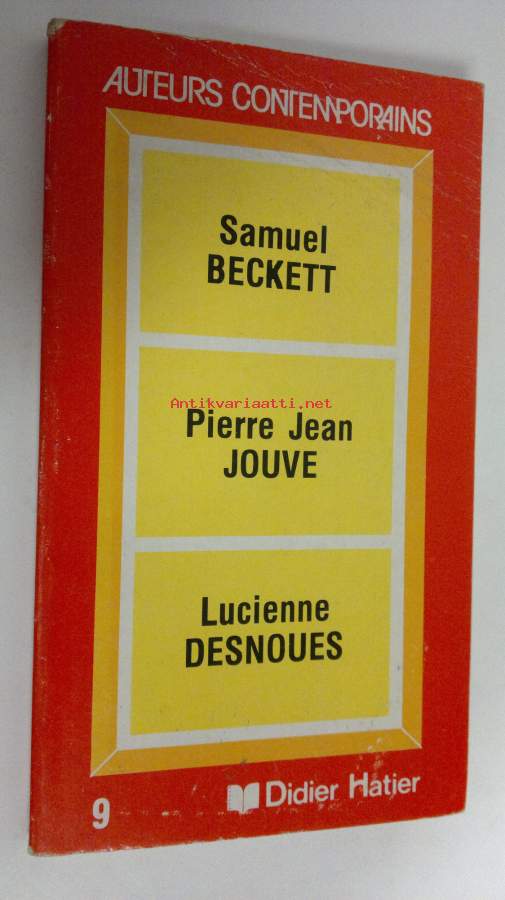 AUTEURS CONTEMPORAINS
Samuel
BECKETT
Antikvariaatti.net
Pierre Jean
JOUVE
Lucienne
DESNOUES
9
Didier Hatier